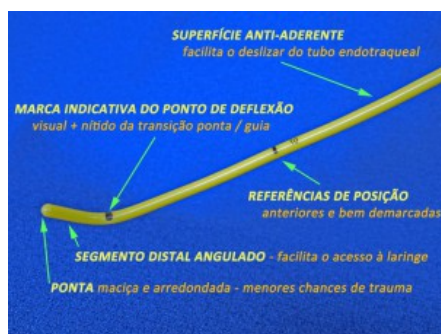 SUPERFÍCIE ANTI-ADERENTE
facilita o deslizar do tubo endotraqueal
MARCA INDICATIVA DO PONTO DE DEFLEXÃO
visual + nítido da transição ponta / guia
REFERÊNCIAS DE POSIÇÃO
anteriores e bem demarcadas
SEGMENTO DISTAL ANGULADO - facilita o acesso à laringe
PONTA maciça e arredondada - menores chances de trauma